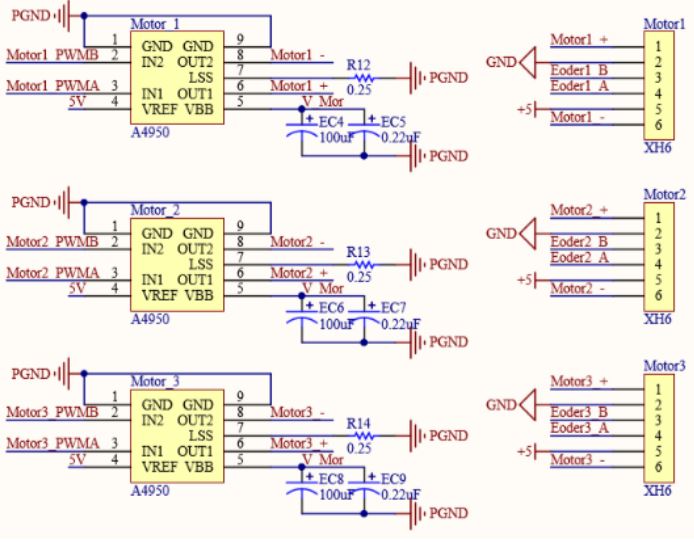 PGND
Motor_1
Motor1
1 GND GND 9
Motor1_PWMB 2 IN2 OUT2 8 Motor1 -
LSS 7 R12 0.25 PGND
Motor1_PWMA 3 IN1 OUT1 6 Motor1 +
5V 4 VREF VBB 5 V_Mor
A4950
EC4 100uF
EC5 0.22uF
PGND
Motor1_+ 1
GND 2
Eoder1_B 3
Eoder1_A 4
+5 5
Motor1_- 6
XH6
PGND
Motor_2
Motor2
1 GND GND 9
Motor2_PWMB 2 IN2 OUT2 8 Motor2 -
LSS 7 R13 0.25 PGND
Motor2_PWMA 3 IN1 OUT1 6 Motor2_+
5V 4 VREF VBB 5 V_Mor
A4950
EC6 100uF
EC7 0.22uF
PGND
Motor2_+ 1
GND 2
Eoder2_B 3
Eoder2_A 4
+5 5
Motor2 - 6
XH6
PGND
Motor_3
Motor3
1 GND GND 9
Motor3_PWMB 2 IN2 OUT2 8 Motor3_-
LSS 7 R14 0.25 PGND
Motor3_PWMA 3 IN1 OUT1 6 Motor3_+
5V 4 VREF VBB 5 V_Mor
A4950
EC8 100uF
EC9 0.22uF
PGND
Motor3_+ 1
GND 2
Eoder3_B 3
Eoder3_A 4
+5 5
Motor3 - 6
XH6